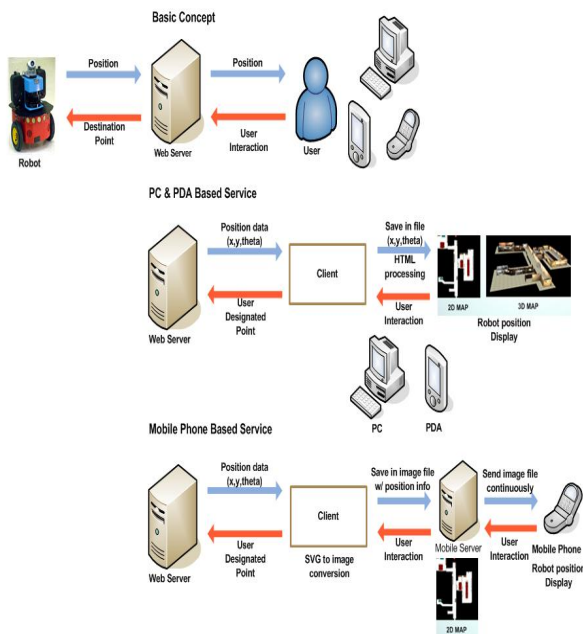 Basic Concept
Position
Position
Destination
Point
User
Interaction
Robot
Web Server
User
PC & PDA Based Service
Position data
(x,y,theta)
Save in file
(x,y,theta)
HTML
processing
Client
User
Designated
Point
User
Interaction
2D MAP
3D MAP
Web Server
Robot position
Display
PC
PDA
Mobile Phone Based Service
Position data
(x,y,theta)
Save in image file
w/ position info
Send image file
continuously
Client
User
Designated
Point
SVG to image
conversion
User
Interaction
Mobile Server
User
Interaction
Mobile Phone
Robot position
Display
Web Server
2D MAP